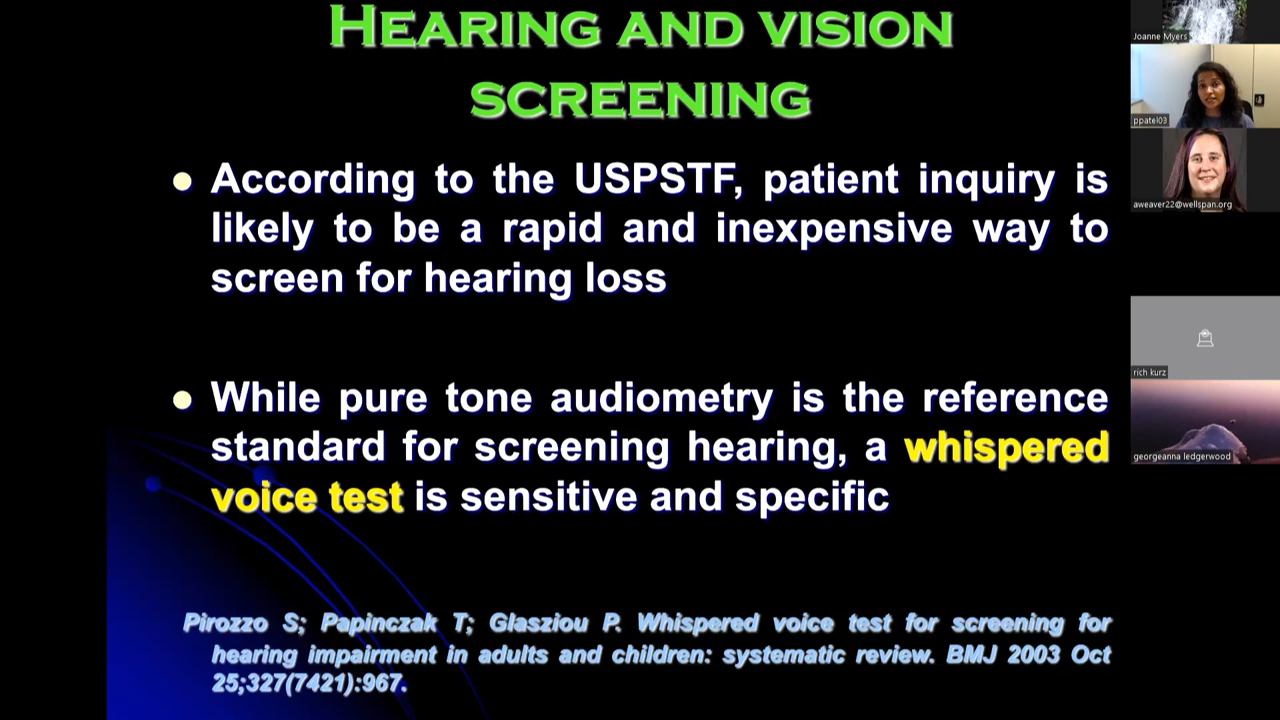 HEARING AND VISION
SCREENING
According to the USPSTF, patient inquiry is
likely to be a rapid and inexpensive way to
screen for hearing loss
While pure tone audiometry is the reference
standard for screening hearing, a whispered
voice test is sensitive and specific
Pirozzo S; Papinczak T; Glasziou P. Whispered voice test for screening for
hearing impairment in adults and children: systematic review. BMJ 2003 Oct
25;327(7421):967.
Joanne Myers
ppatel03
aweaver22@wellspan.org
rich kurz
georgeanna ledgerwood